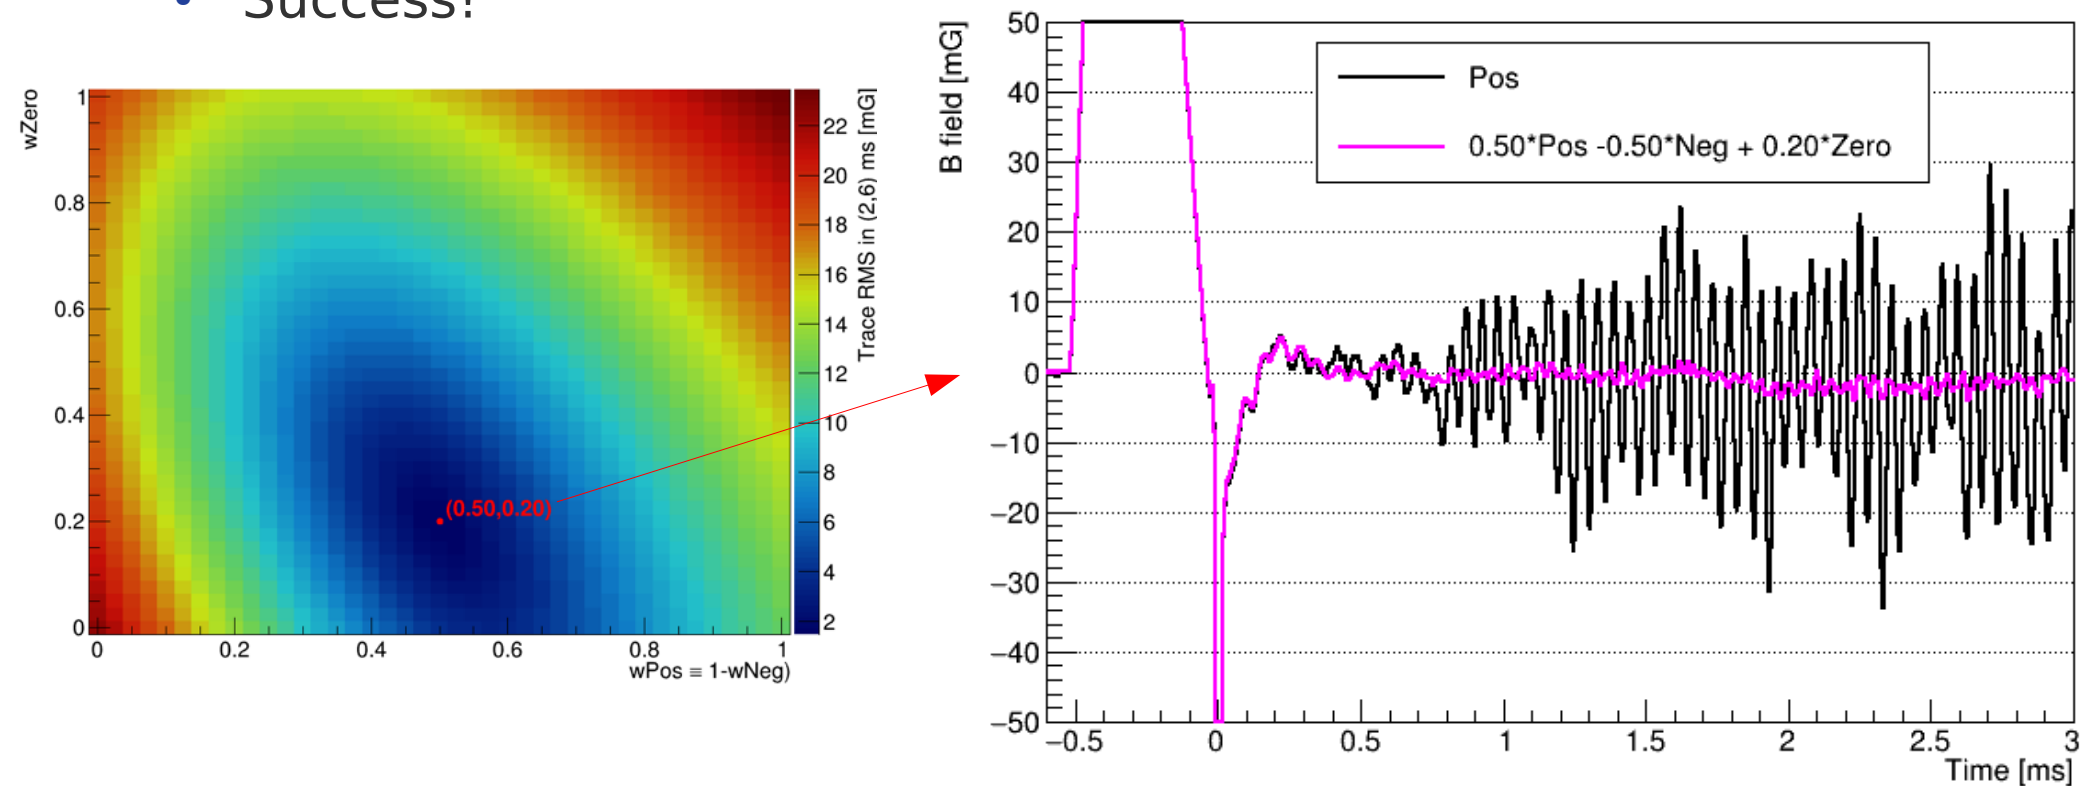 • Success!
wZero
1
0.8
0.6
0.4
0.2
0
0 0.2 0.4 0.6 0.8 1
wPos ≡ 1-wNeg)
(0.50,0.20)
22
20
18
16
14
12
10
8
6
4
2
Trace RMS in (2,6) ms [mG]
B field [mG]
50
40
30
20
10
0
−10
−20
−30
−40
−50
Pos
0.50*Pos -0.50*Neg + 0.20*Zero
−0.5 0 0.5 1 1.5 2 2.5 3
Time [ms]